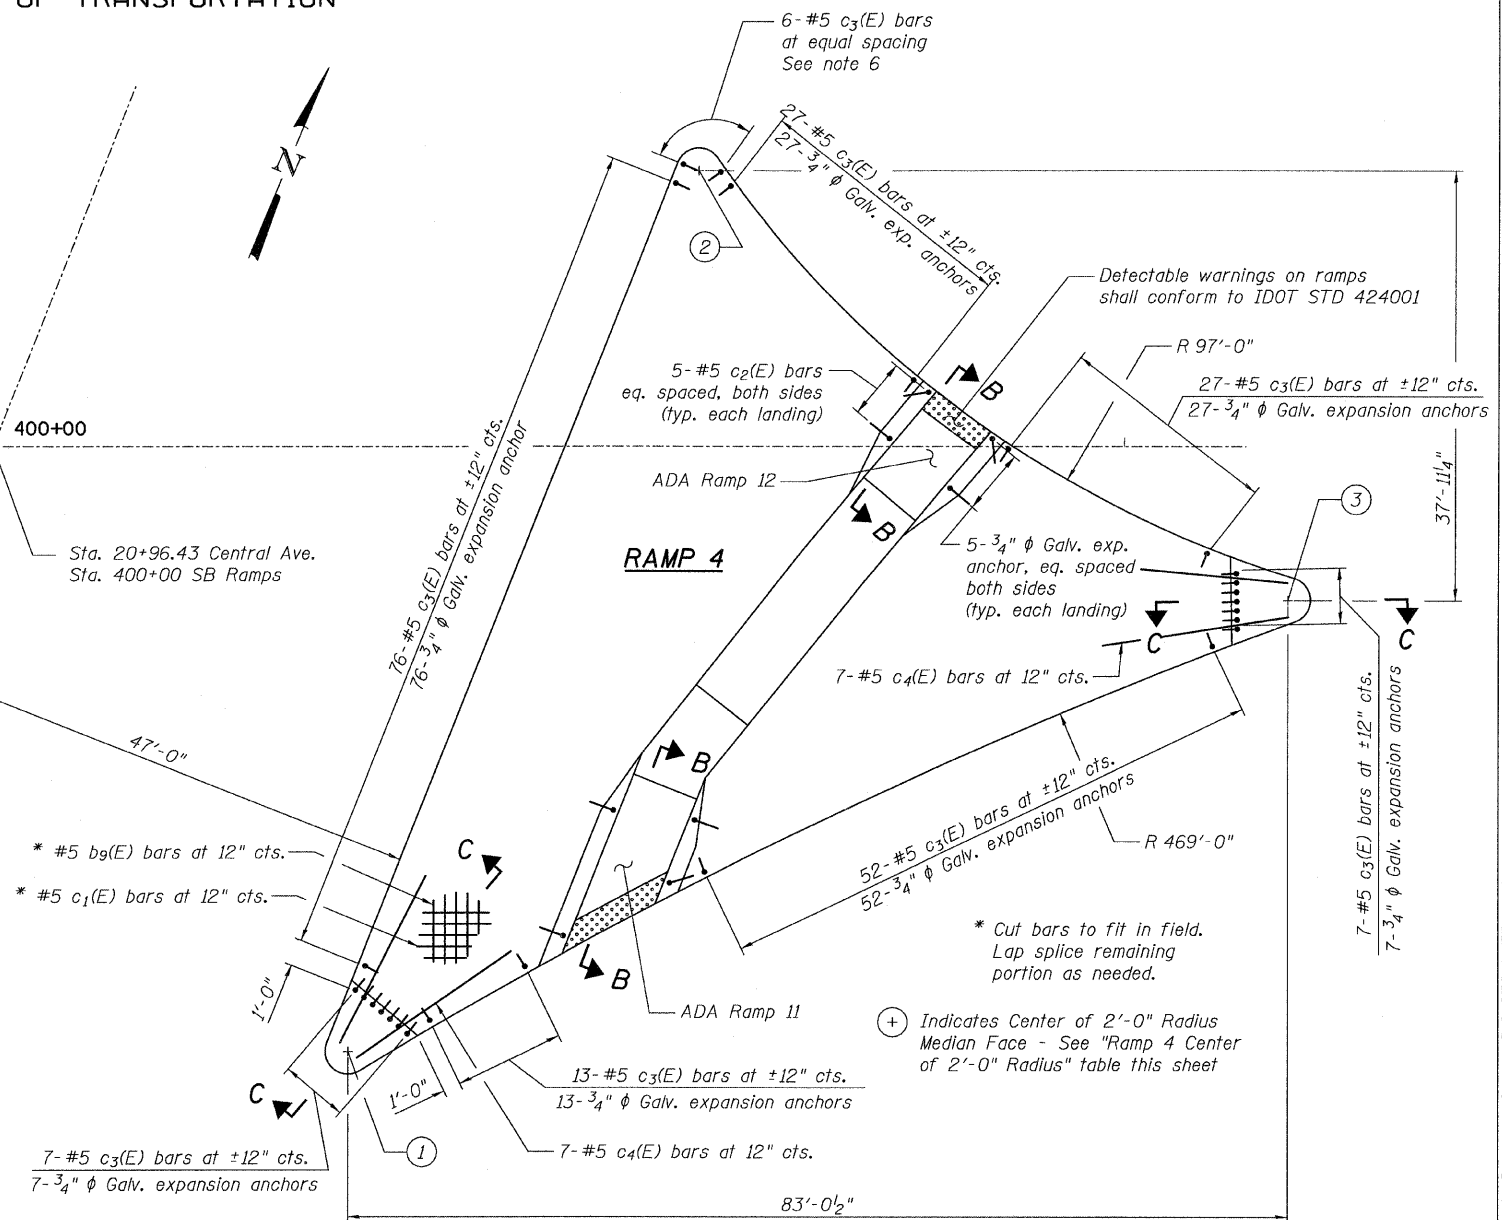 OF TRANSPORTATION
6-#5 c3(E) bars
at equal spacing
See note 6
N
27-#5 c3(E) bars at ±12" cts.
27-3/4" ϕ Galv. exp. anchors
2
Detectable warnings on ramps
shall conform to IDOT STD 424001
R 97'-0"
5-#5 c2(E) bars
eq. spaced, both sides
(typ. each landing)
B
27-#5 c3(E) bars at ±12" cts.
27-3/4" ϕ Galv. expansion anchors
400+00
ADA Ramp 12
B
37'-11 1/4"
3
76-#5 c3(E) bars at ±12" cts.
76-3/4" ϕ Galv. expansion anchor
Sta. 20+96.43 Central Ave.
Sta. 400+00 SB Ramps
RAMP 4
5-3/4" ϕ Galv. exp.
anchor, eq. spaced
both sides
(typ. each landing)
C
C
7-#5 c4(E) bars at 12" cts.
7-#5 c3(E) bars at ±12" cts.
7-3/4" ϕ Galv. expansion anchors
47'-0"
B
52-#5 c3(E) bars at ±12" cts.
52-3/4" ϕ Galv. expansion anchors
R 469'-0"
* #5 b9(E) bars at 12" cts.
C
* #5 c1(E) bars at 12" cts.
* Cut bars to fit in field.
Lap splice remaining
portion as needed.
B
1'-0"
ADA Ramp 11
+ Indicates Center of 2'-0" Radius
Median Face - See "Ramp 4 Center
of 2'-0" Radius" table this sheet
C
1'-0"
13-#5 c3(E) bars at ±12" cts.
13-3/4" ϕ Galv. expansion anchors
1
7-#5 c4(E) bars at 12" cts.
7-#5 c3(E) bars at ±12" cts.
7-3/4" ϕ Galv. expansion anchors
83'-0 1/2"